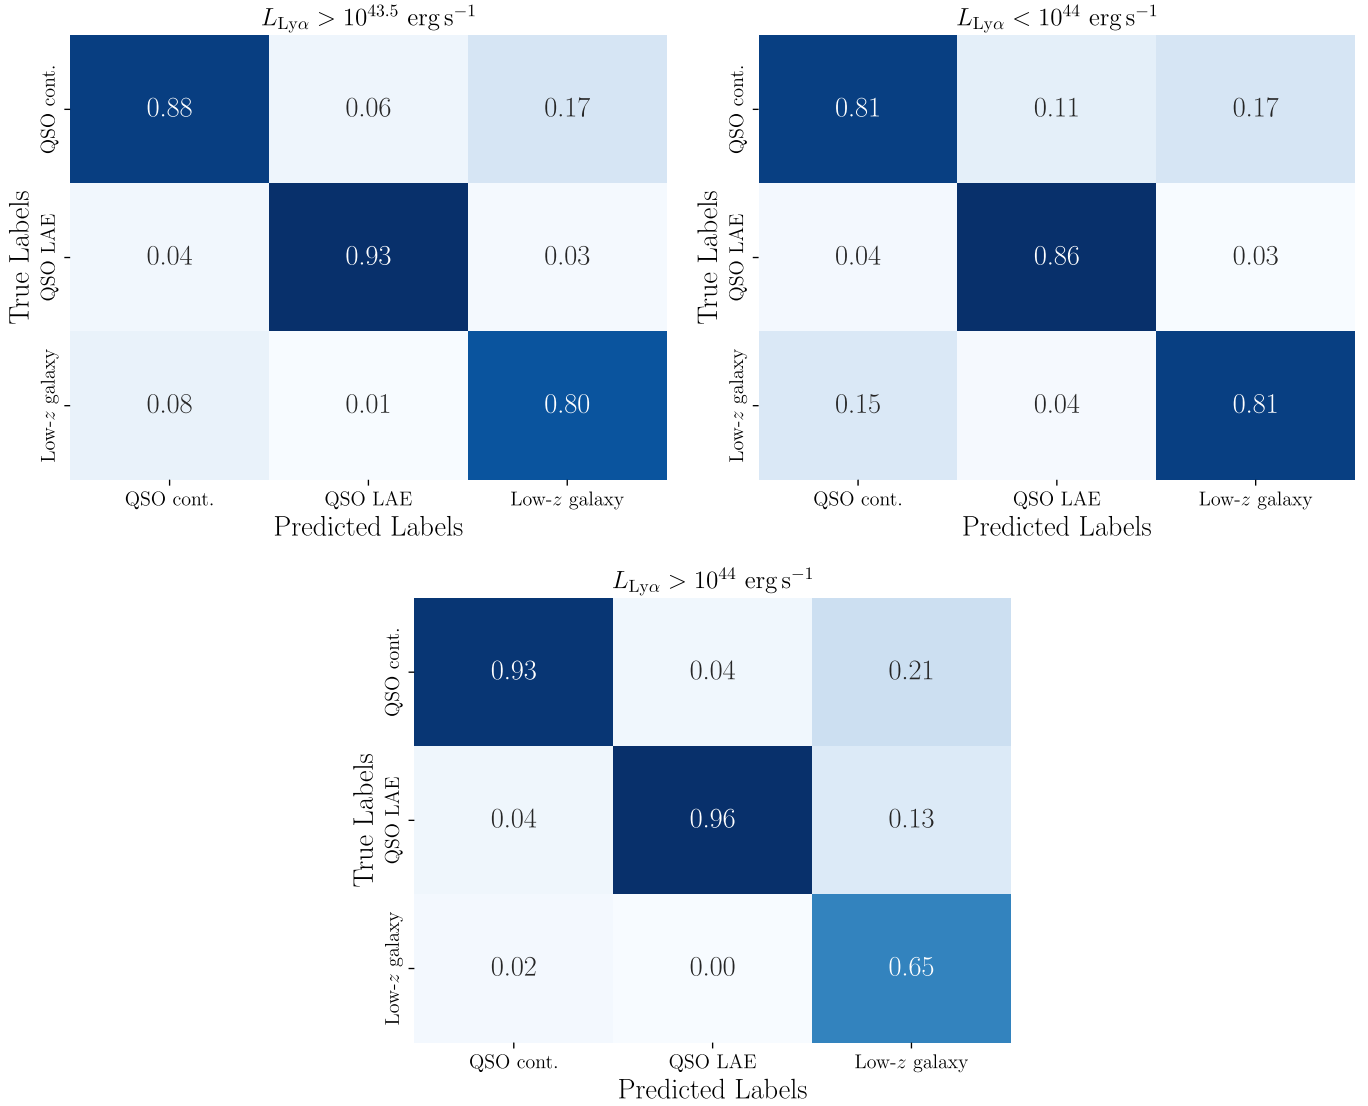 L_Lyα > 10^43.5 erg s^−1
QSO cont.
0.88 0.06 0.17
True Labels
QSO LAE
0.04 0.93 0.03
Low-z galaxy
0.08 0.01 0.80
QSO cont. QSO LAE Low-z galaxy
Predicted Labels
L_Lyα < 10^44 erg s^−1
QSO cont.
0.81 0.11 0.17
True Labels
QSO LAE
0.04 0.86 0.03
Low-z galaxy
0.15 0.04 0.81
QSO cont. QSO LAE Low-z galaxy
Predicted Labels
L_Lyα > 10^44 erg s^−1
QSO cont.
0.93 0.04 0.21
True Labels
QSO LAE
0.04 0.96 0.13
Low-z galaxy
0.02 0.00 0.65
QSO cont. QSO LAE Low-z galaxy
Predicted Labels